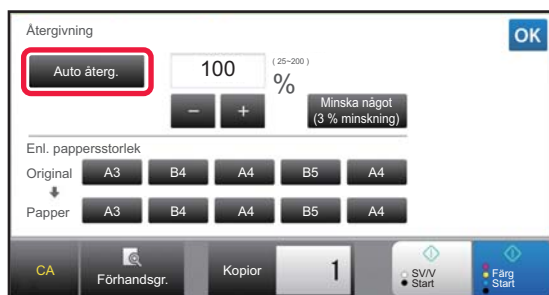 Återgivning
OK
Auto återg.
100
(25~200)
%
−
+
Minska något
(3 % minskning)
Enl. pappersstorlek
Original
A3
B4
A4
B5
A4
Papper
A3
B4
A4
B5
A4
CA
Förhandsgr.
Kopior
1
SV/V
Start
Färg
Start